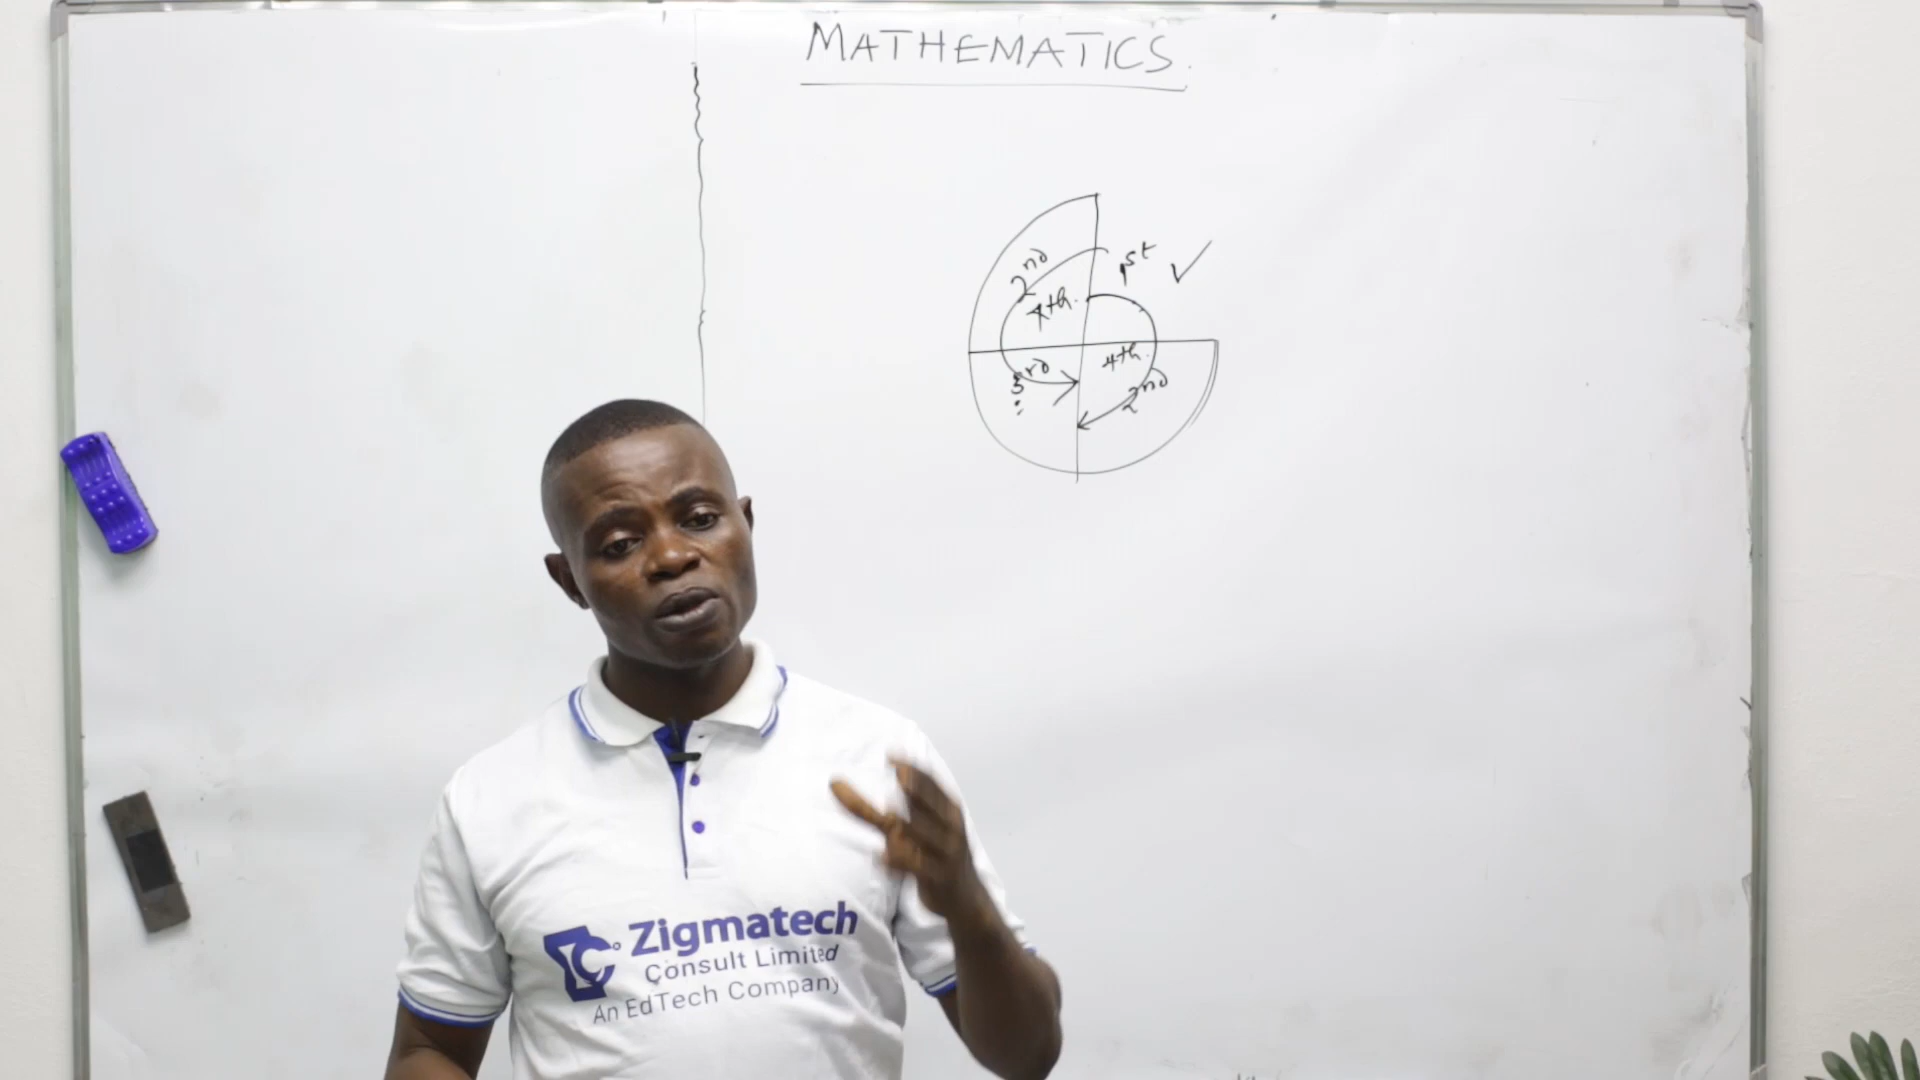 MATHEMATICS.
1st
2nd
4th.
4th.
3rd
2nd
Zigmatech
Consult Limited
An EdTech Company